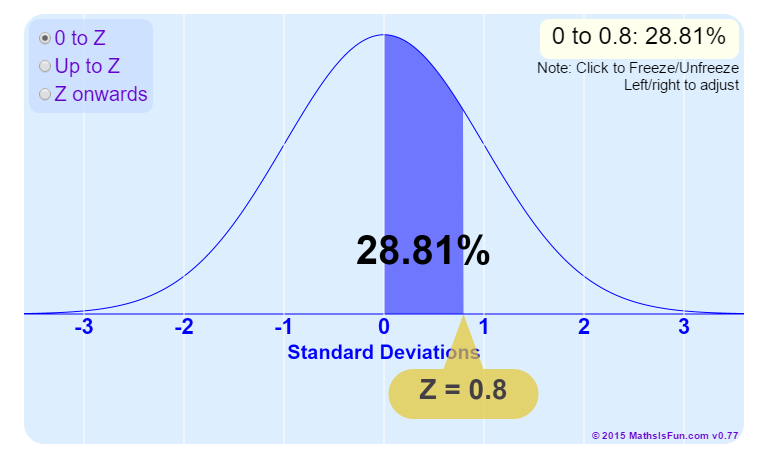 0 to Z
Up to Z
Z onwards
0 to 0.8: 28.81%
Note: Click to Freeze/Unfreeze
Left/right to adjust
28.81%
-3 -2 -1 0 1 2 3
Standard Deviations
Z = 0.8
© 2015 MathsIsFun.com v0.77